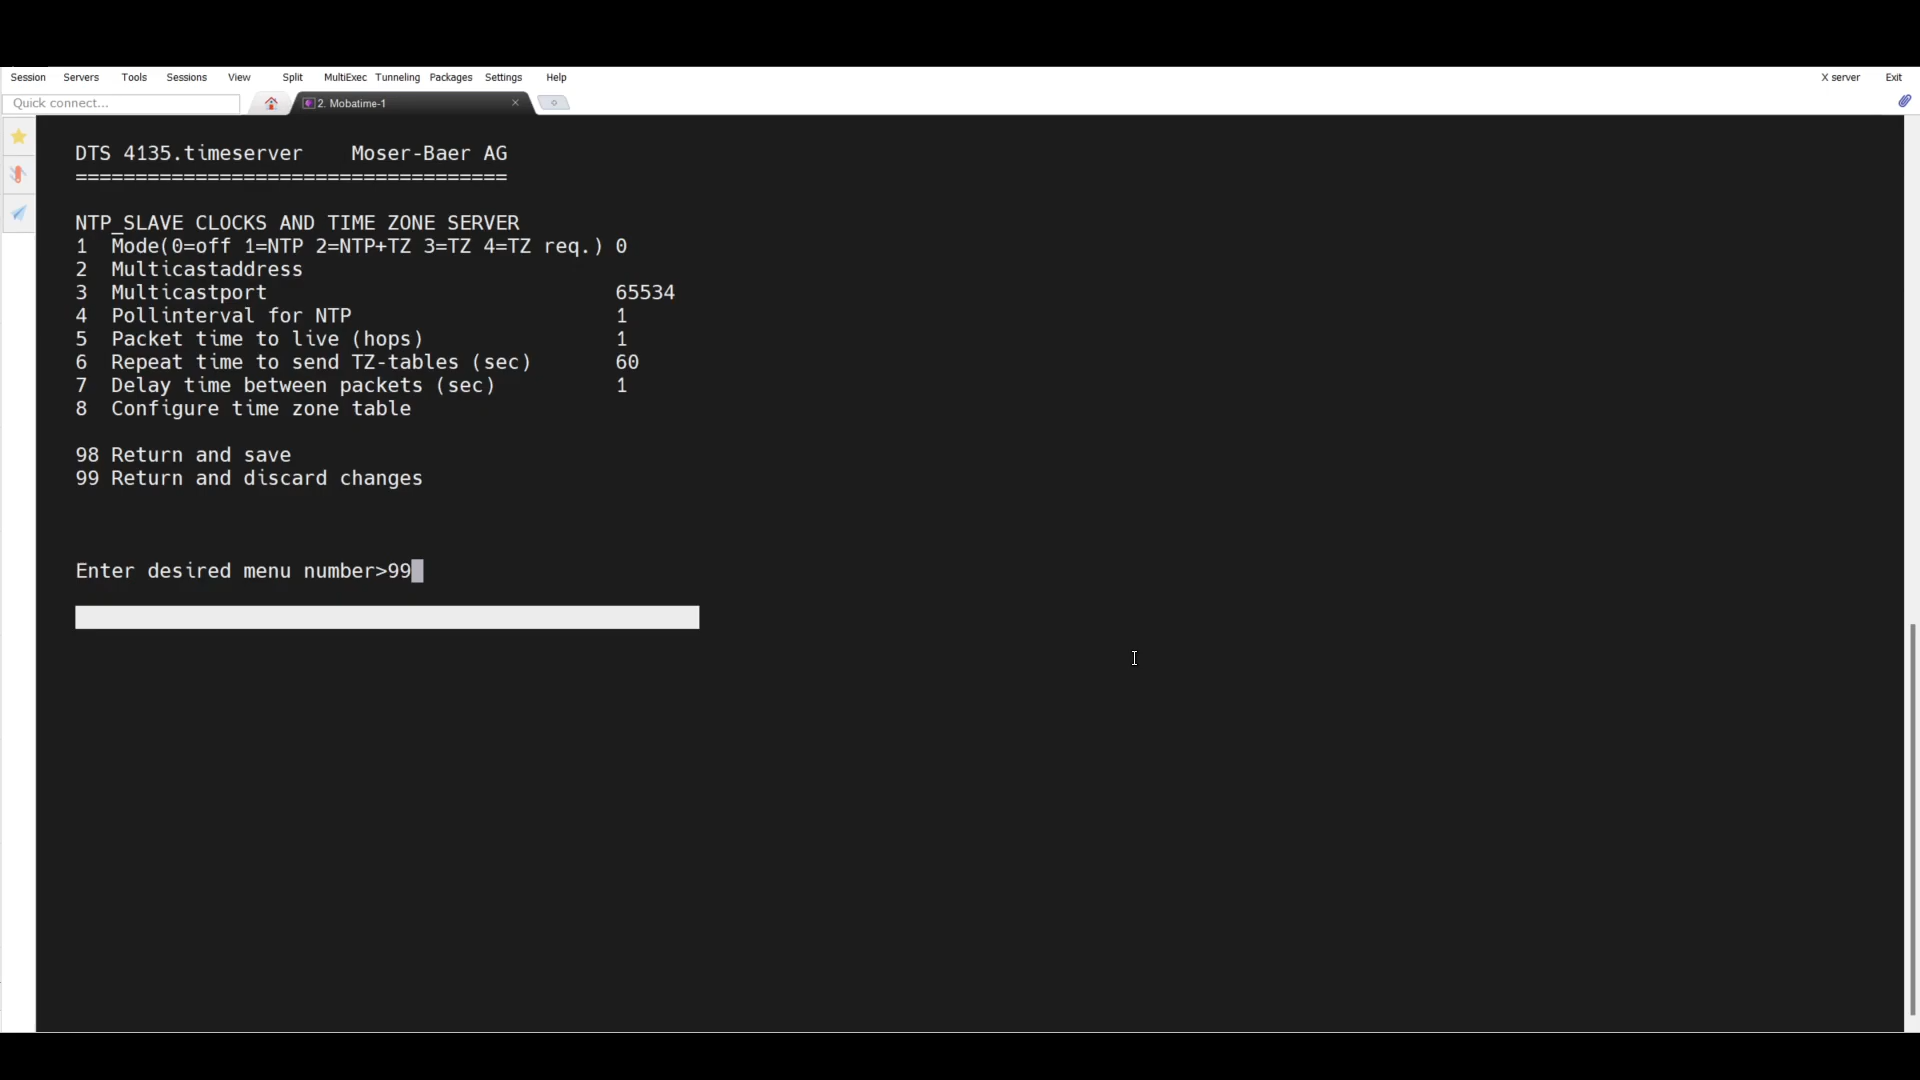 Session Servers Tools Sessions View Split MultiExec Tunneling Packages Settings Help X server Exit
Quick connect... 2. Mobatime-1
DTS 4135.timeserver    Moser-Baer AG
====================================
NTP_SLAVE CLOCKS AND TIME ZONE SERVER
1  Mode(0=off 1=NTP 2=NTP+TZ 3=TZ 4=TZ req.) 0
2  Multicastaddress
3  Multicastport                             65534
4  Pollinterval for NTP                      1
5  Packet time to live (hops)                1
6  Repeat time to send TZ-tables (sec)       60
7  Delay time between packets (sec)          1
8  Configure time zone table
98 Return and save
99 Return and discard changes
Enter desired menu number>99